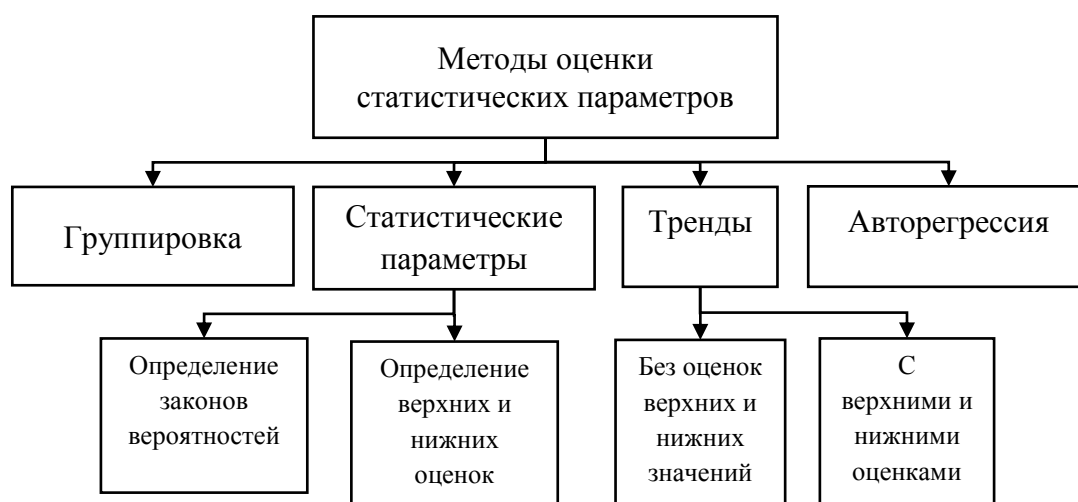 Методы оценки
статистических параметров
Группировка
Статистические
параметры
Тренды
Авторегрессия
Определение
законов
вероятностей
Определение
верхних и
нижних
оценок
Без оценок
верхних и
нижних
значений
С
верхними и
нижними
оценками